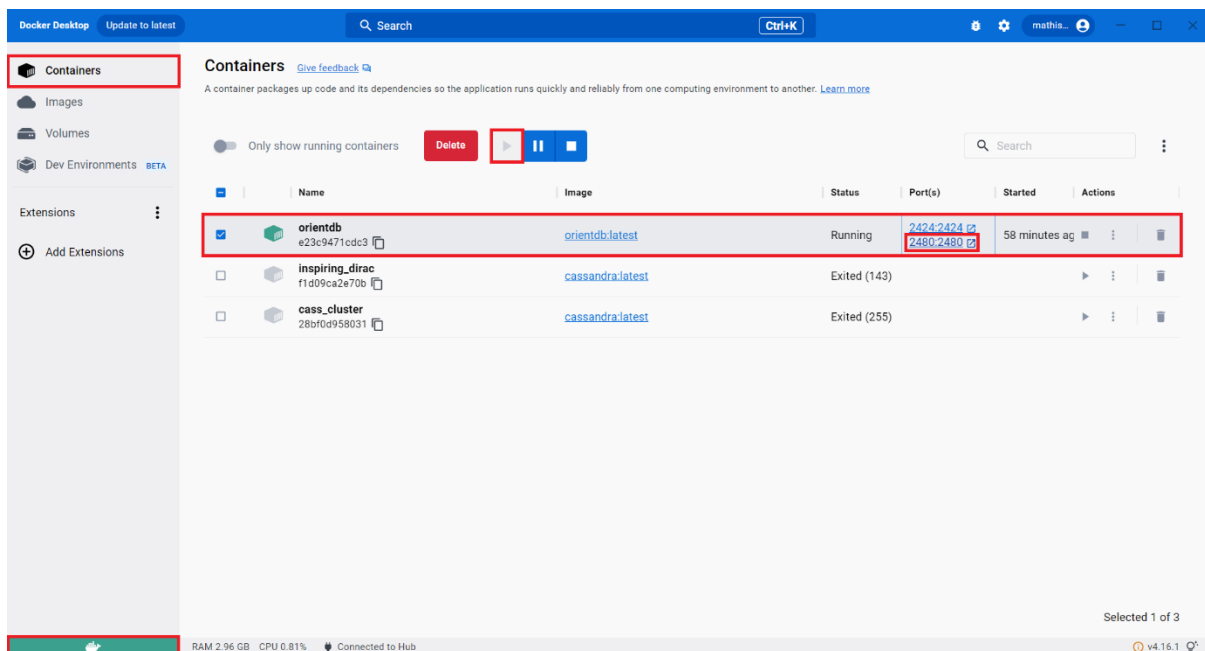 Docker Desktop Update to latest Search Ctrl+K mathis...
Containers
Images
Volumes
Dev Environments BETA
Extensions
Add Extensions
Containers Give feedback
A container packages up code and its dependencies so the application runs quickly and reliably from one computing environment to another. Learn more
Only show running containers Delete Search
Name Image Status Port(s) Started Actions
orientdb
e23c9471cdc3
orientdb:latest Running
2424:2424
2480:2480
58 minutes ag
inspiring_dirac
f1d09ca2e70b
cassandra:latest Exited (143)
cass_cluster
28bf0d958031
cassandra:latest Exited (255)
Selected 1 of 3
RAM 2.96 GB CPU 0.81% Connected to Hub v4.16.1